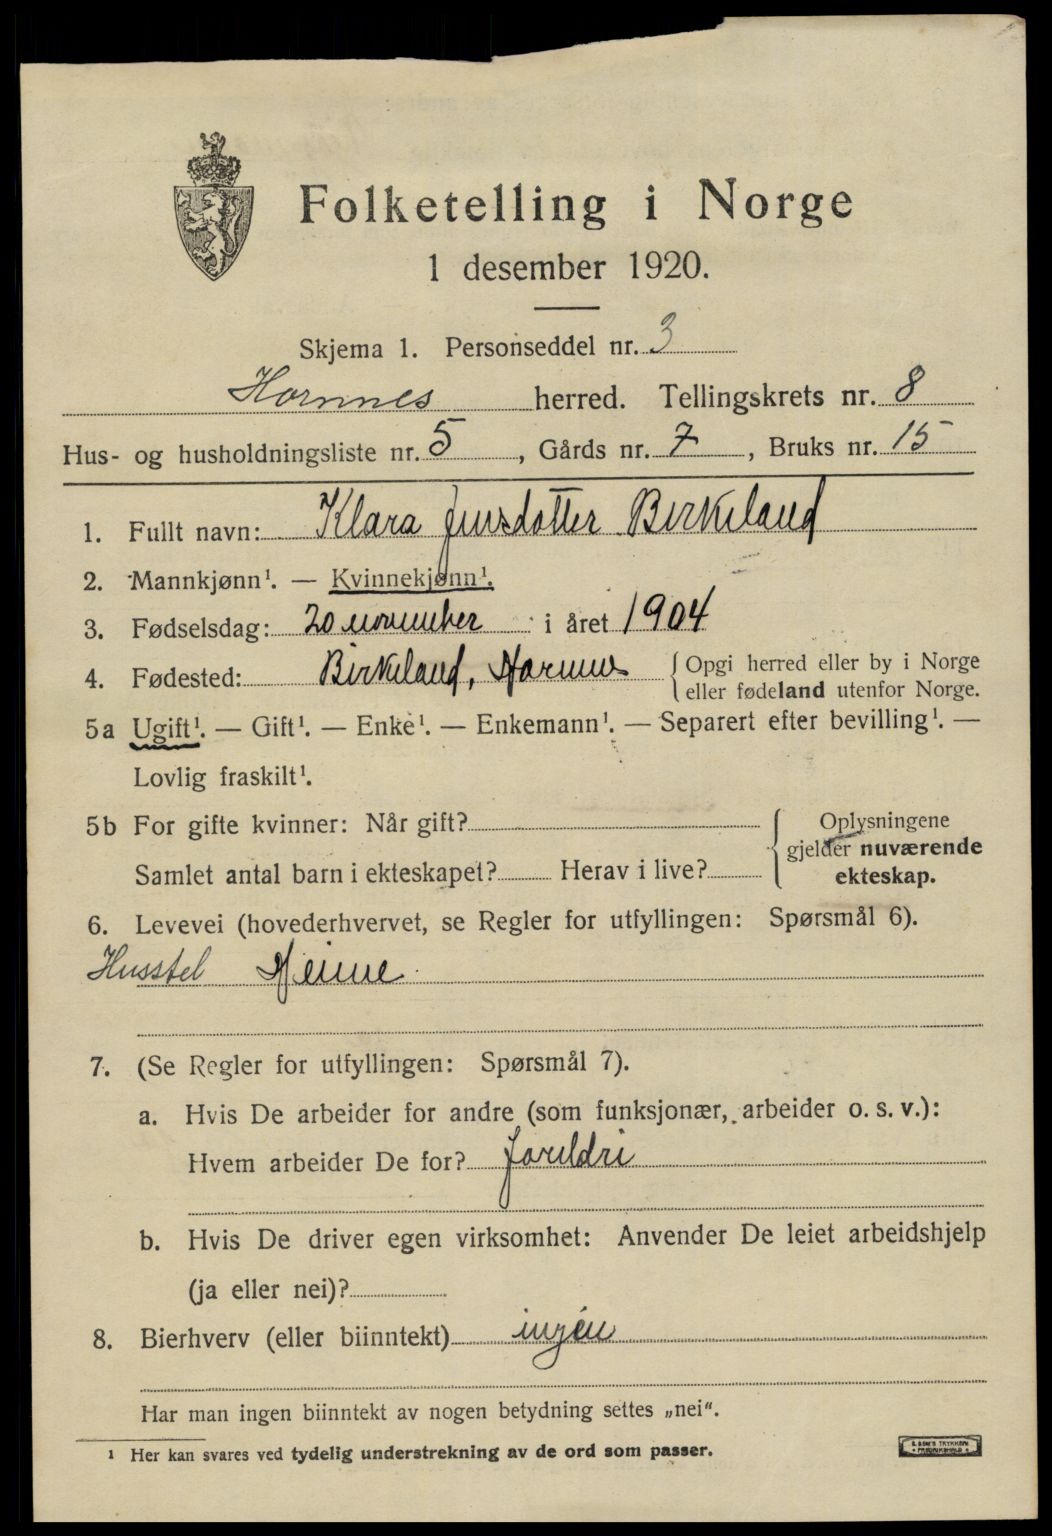 Folketelling i Norge
1 desember 1920.
Skjema 1. Personseddel nr. 3
Hornnes herred. Tellingskrets nr. 8
Hus- og husholdningsliste nr. 5, Gårds nr. 7, Bruks nr. 15
1. Fullt navn: Klara Jensdotter Birkeland
2. Mannkjønn¹. — Kvinnekjønn¹.
3. Fødselsdag: 20 november i året 1904
4. Fødested: Birkeland, Hornnes { Opgi herred eller by i Norge
eller fødeland utenfor Norge.
5a Ugift¹. — Gift¹. — Enke¹. — Enkemann¹. — Separert efter bevilling¹. —
Lovlig fraskilt¹.
5b For gifte kvinner: Når gift?
Samlet antal barn i ekteskapet? Herav i live?
{ Oplysningene
gjelder nuværende
ekteskap.
6. Levevei (hovederhvervet, se Regler for utfyllingen: Spørsmål 6).
Husstel Heime
7. (Se Regler for utfyllingen: Spørsmål 7).
a. Hvis De arbeider for andre (som funksjonær, arbeider o. s. v.):
Hvem arbeider De for? foreldri
b. Hvis De driver egen virksomhet: Anvender De leiet arbeidshjelp
(ja eller nei)?
8. Bierhverv (eller biinntekt) ingen
Har man ingen biinntekt av nogen betydning settes „nei“.
¹ Her kan svares ved tydelig understrekning av de ord som passer.